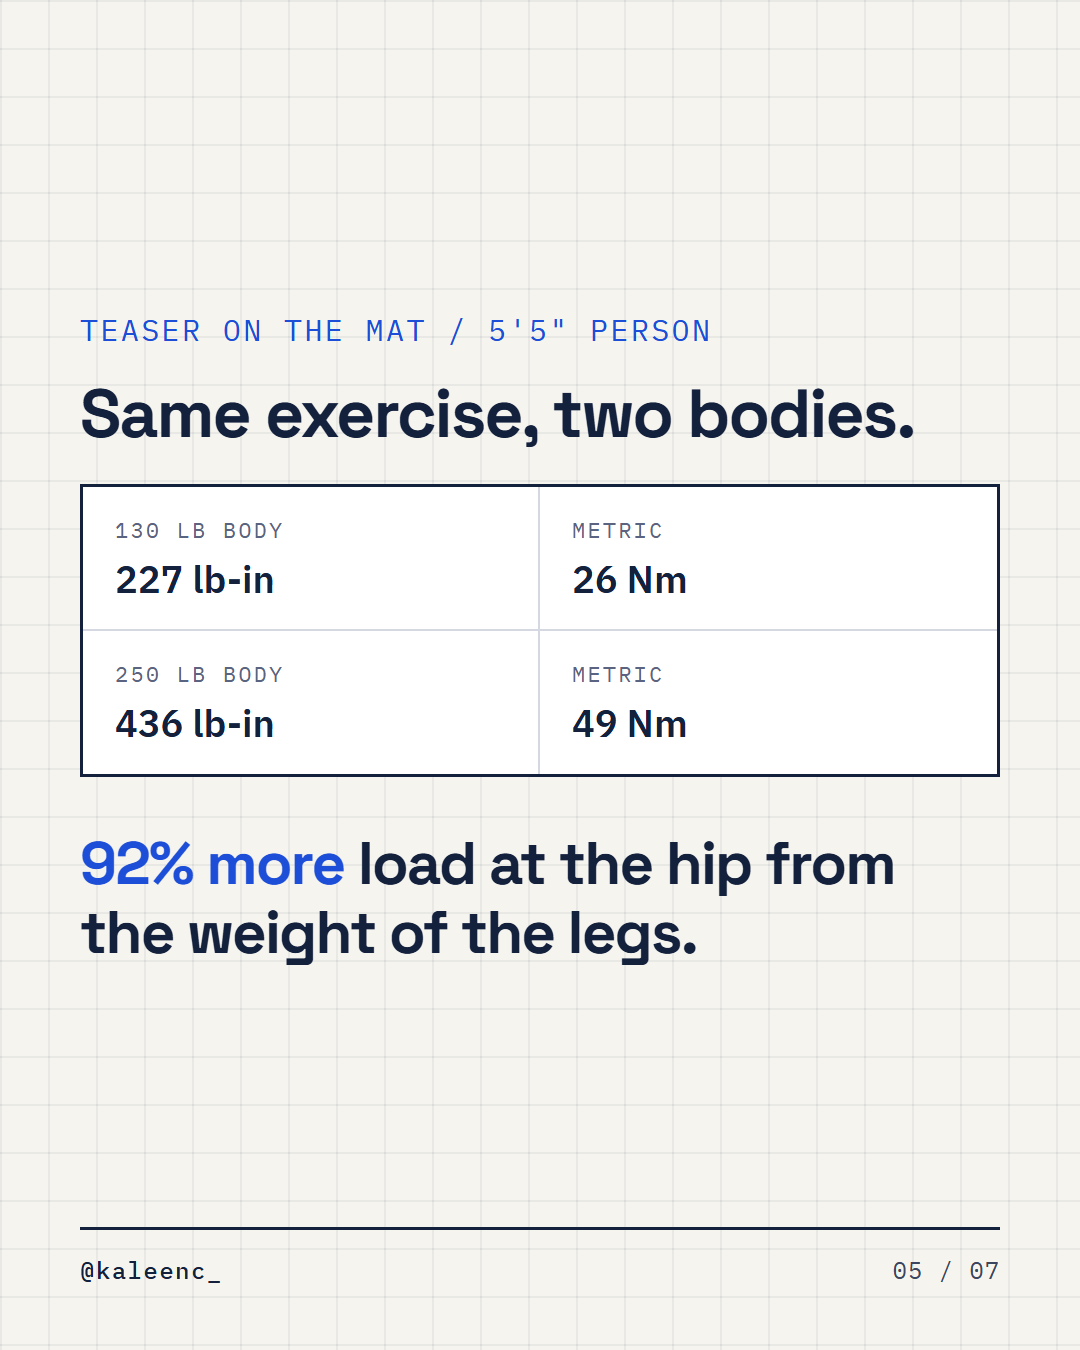 TEASER ON THE MAT / 5'5" PERSON
Same exercise, two bodies.
130 LB BODY
227 lb-in
METRIC
26 Nm
250 LB BODY
436 lb-in
METRIC
49 Nm
92% more load at the hip from
the weight of the legs.
@kaleenc_
05 / 07